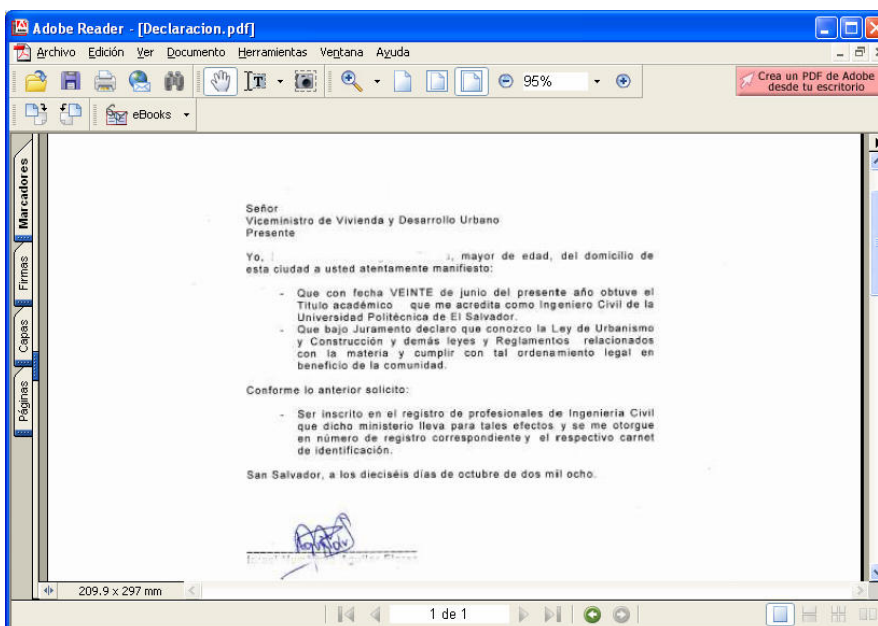 Adobe Reader - [Declaracion.pdf]
Archivo Edición Ver Documento Herramientas Ventana Ayuda
95%
Crea un PDF de Adobe
desde tu escritorio
eBooks
Marcadores
Firmas
Capas
Páginas
Señor
Viceministro de Vivienda y Desarrollo Urbano
Presente
Yo, , mayor de edad, del domicilio de
esta ciudad a usted atentamente manifiesto:
- Que con fecha VEINTE de junio del presente año obtuve el
Titulo académico que me acredita como Ingeniero Civil de la
Universidad Politécnica de El Salvador.
- Que bajo Juramento declaro que conozco la Ley de Urbanismo
y Construcción y demás leyes y Reglamentos relacionados
con la materia y cumplir con tal ordenamiento legal en
beneficio de la comunidad.
Conforme lo anterior solicito:
- Ser inscrito en el registro de profesionales de Ingeniería Civil
que dicho ministerio lleva para tales efectos y se me otorgue
en número de registro correspondiente y el respectivo carnet
de identificación.
San Salvador, a los dieciséis días de octubre de dos mil ocho.
209.9 x 297 mm
1 de 1